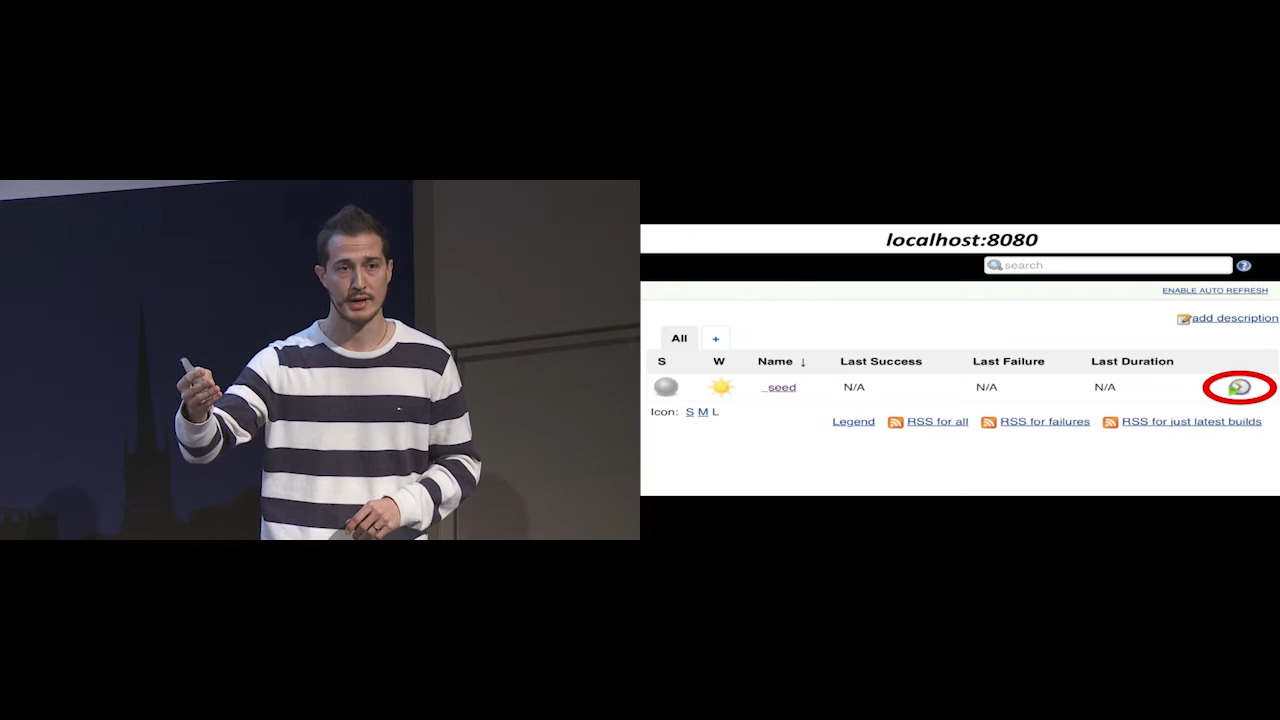 localhost:8080
search
ENABLE AUTO REFRESH
add description
All +
S W Name ↓ Last Success Last Failure Last Duration
_seed N/A N/A N/A
Icon: S M L
Legend RSS for all RSS for failures RSS for just latest builds